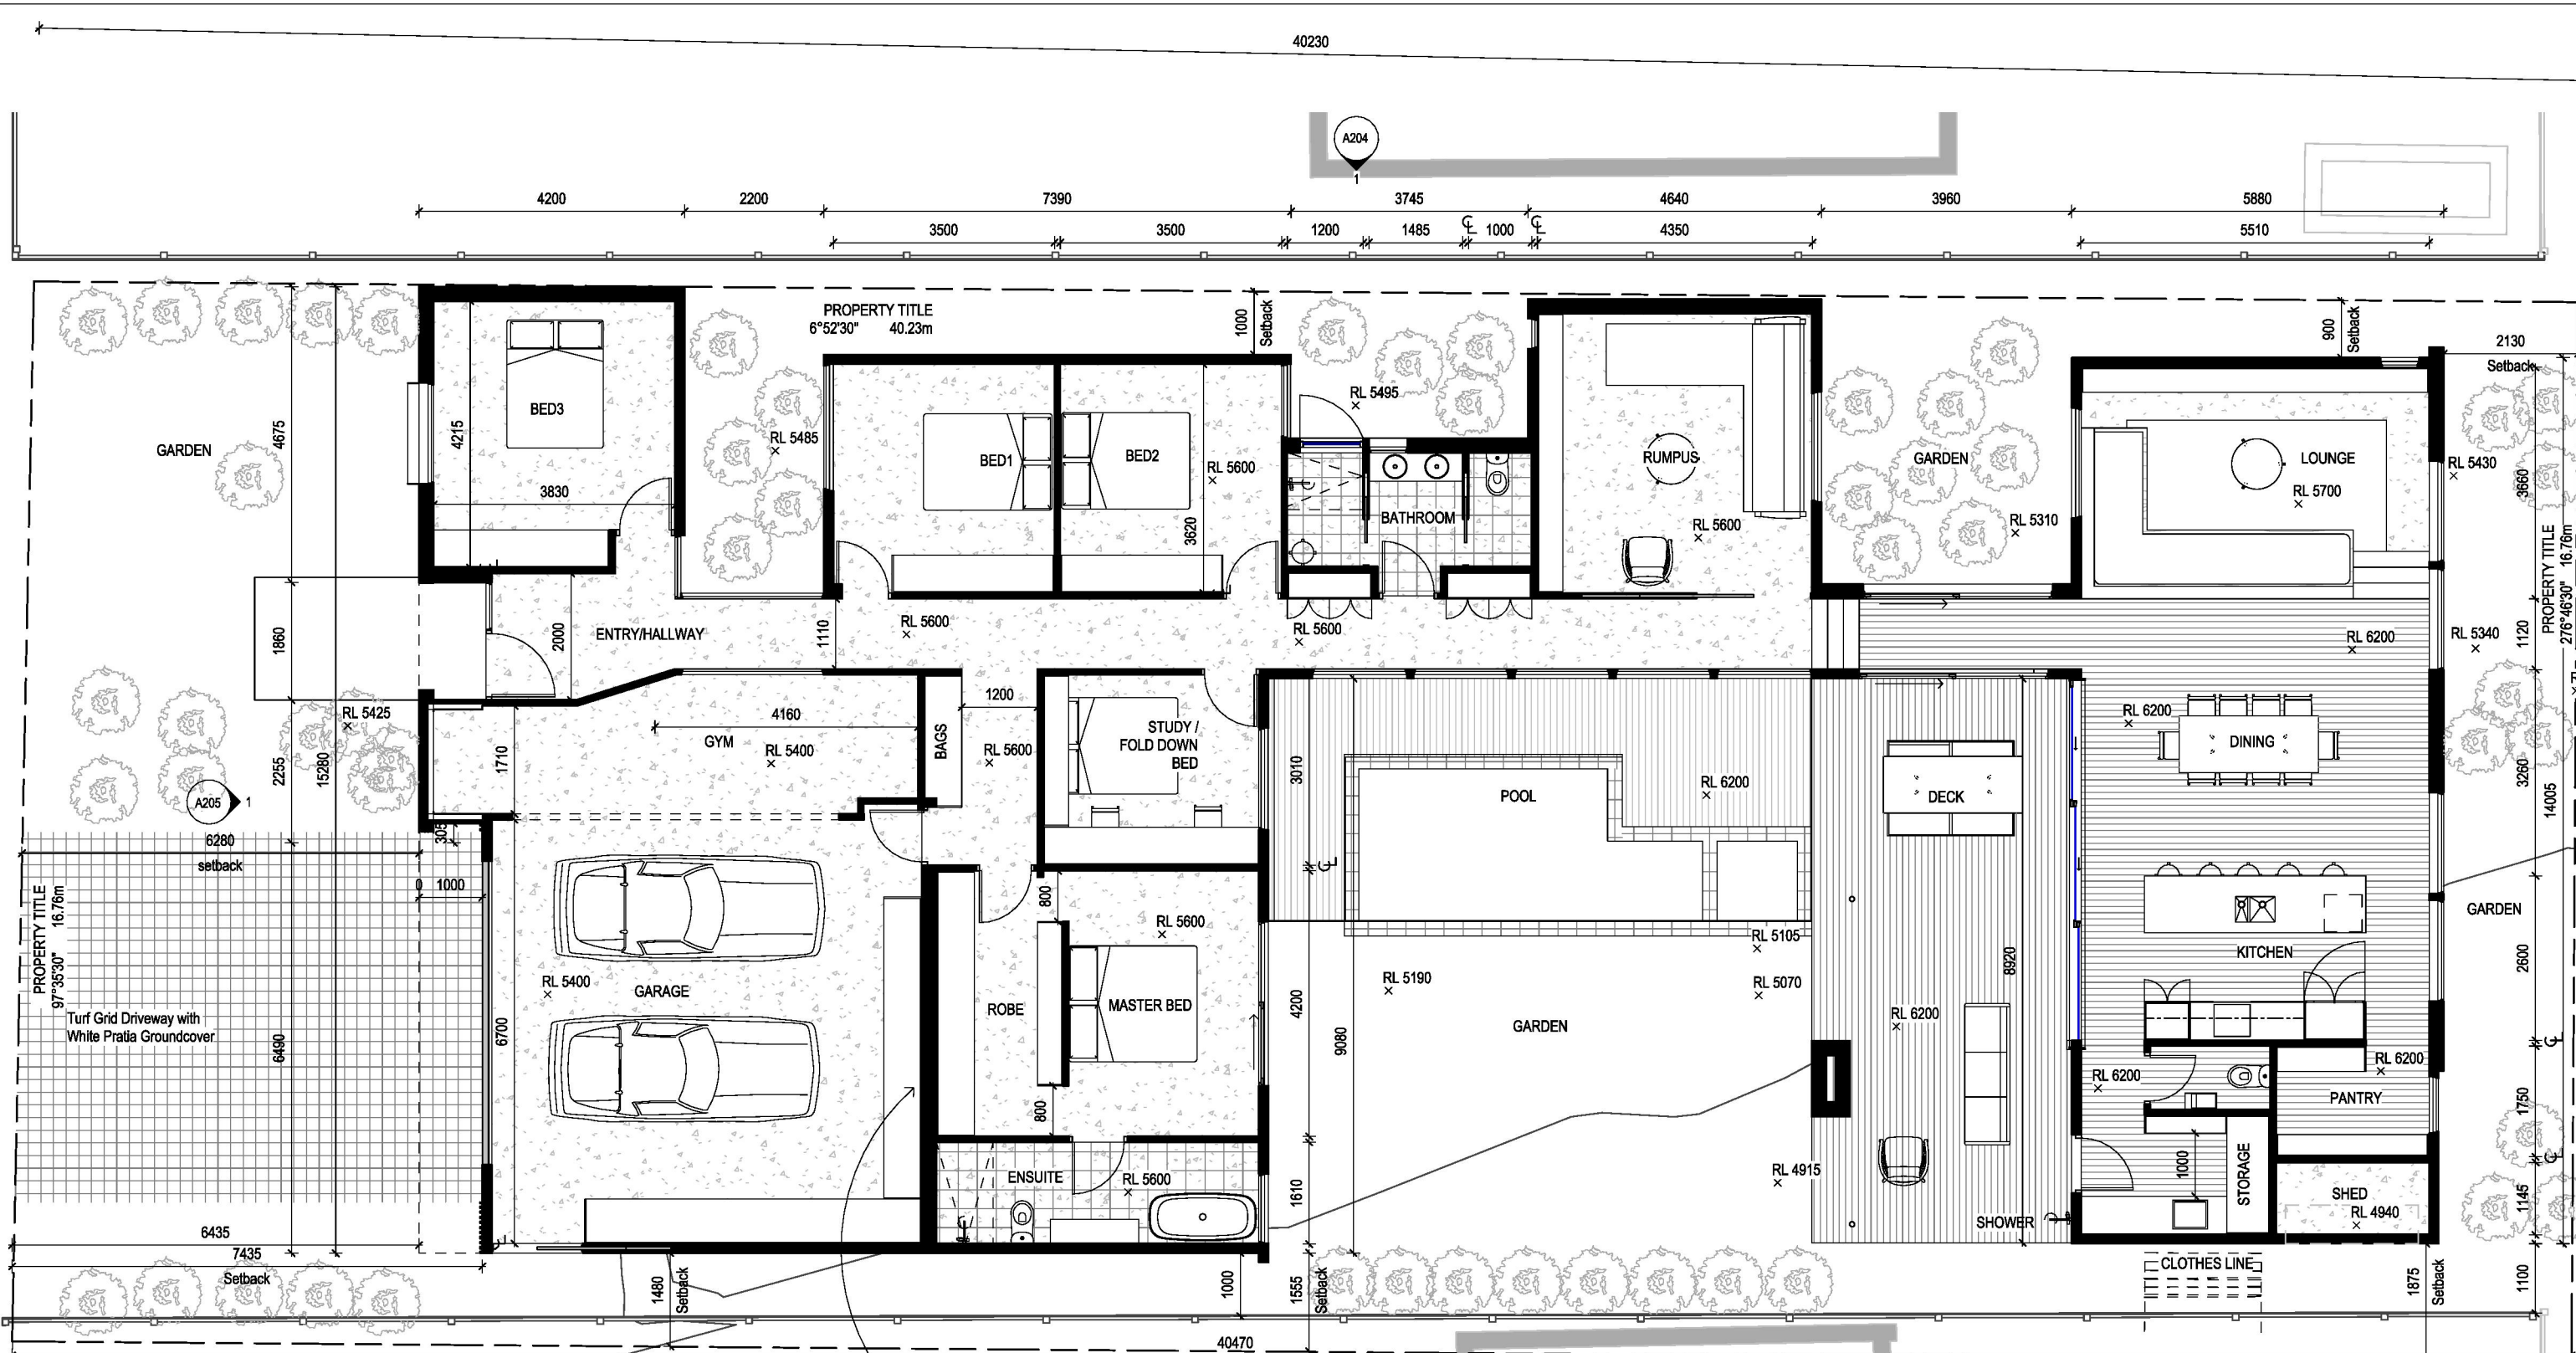 40230
A204
1
4200
2200
7390
3745
4640
3960
5880
3500
3500
1200
1485
1000
4350
5510
PROPERTY TITLE
6°52'30" 40.23m
1000
Setback
900
Setback
2130
Setback
GARDEN
4675
4215
BED3
3830
RL 5485
BED1
BED2
RL 5600
3620
RL 5495
BATHROOM
RUMPUS
RL 5600
GARDEN
RL 5310
LOUNGE
RL 5700
RL 5430
3660
PROPERTY TITLE
276°46'30" 16.76m
1860
2000
ENTRY/HALLWAY
1110
RL 5600
RL 5600
RL 6200
1120
RL 5340
RL 5425
2255
15280
A205
1
1710
4160
GYM
RL 5400
BAGS
1200
RL 5600
STUDY /
FOLD DOWN
BED
3010
POOL
RL 6200
DECK
RL 6200
DINING
3260
14005
305
6280
setback
0
1000
PROPERTY TITLE
97°35'30" 16.76m
Turf Grid Driveway with
White Pratia Groundcover
6490
6700
RL 5400
GARAGE
800
RL 5600
ROBE
MASTER BED
800
4200
9080
RL 5190
RL 5105
RL 5070
GARDEN
8920
RL 6200
KITCHEN
GARDEN
2600
RL 6200
RL 6200
PANTRY
1750
ENSUITE
RL 5600
1610
RL 4915
SHOWER
1000
STORAGE
SHED
RL 4940
1145
6435
7435
Setback
1480
Setback
1000
1555
Setback
CLOTHES LINE
1875
Setback
1100
40470